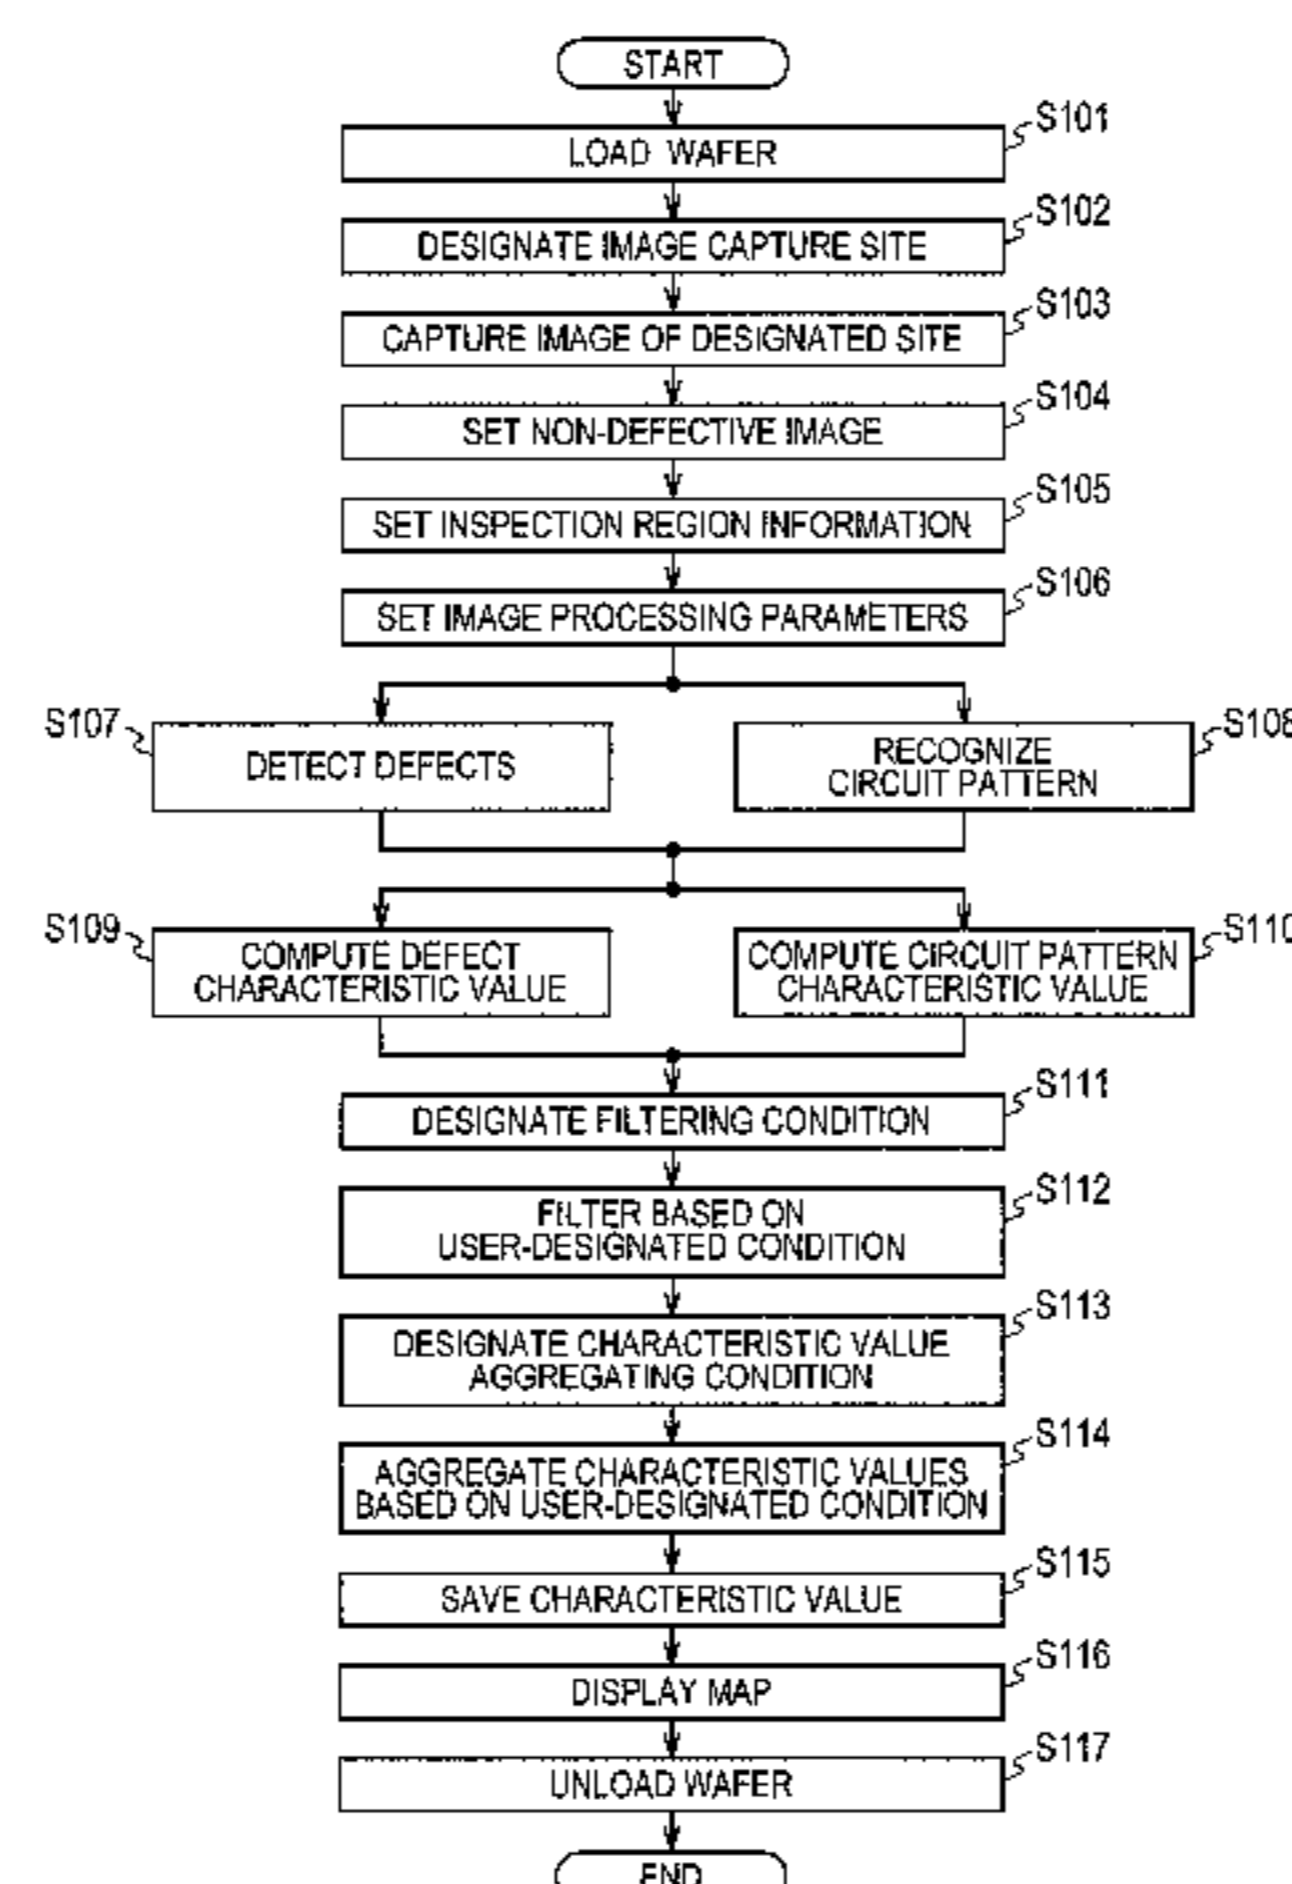 START
S101
LOAD WAFER
S102
DESIGNATE IMAGE CAPTURE SITE
S103
CAPTURE IMAGE OF DESIGNATED SITE
S104
SET NON-DEFECTIVE IMAGE
S105
SET INSPECTION REGION INFORMATION
S106
SET IMAGE PROCESSING PARAMETERS
S107
DETECT DEFECTS
S108
RECOGNIZE
CIRCUIT PATTERN
S109
COMPUTE DEFECT
CHARACTERISTIC VALUE
S110
COMPUTE CIRCUIT PATTERN
CHARACTERISTIC VALUE
S111
DESIGNATE FILTERING CONDITION
S112
FILTER BASED ON
USER-DESIGNATED CONDITION
S113
DESIGNATE CHARACTERISTIC VALUE
AGGREGATING CONDITION
S114
AGGREGATE CHARACTERISTIC VALUES
BASED ON USER-DESIGNATED CONDITION
S115
SAVE CHARACTERISTIC VALUE
S116
DISPLAY MAP
S117
UNLOAD WAFER
END